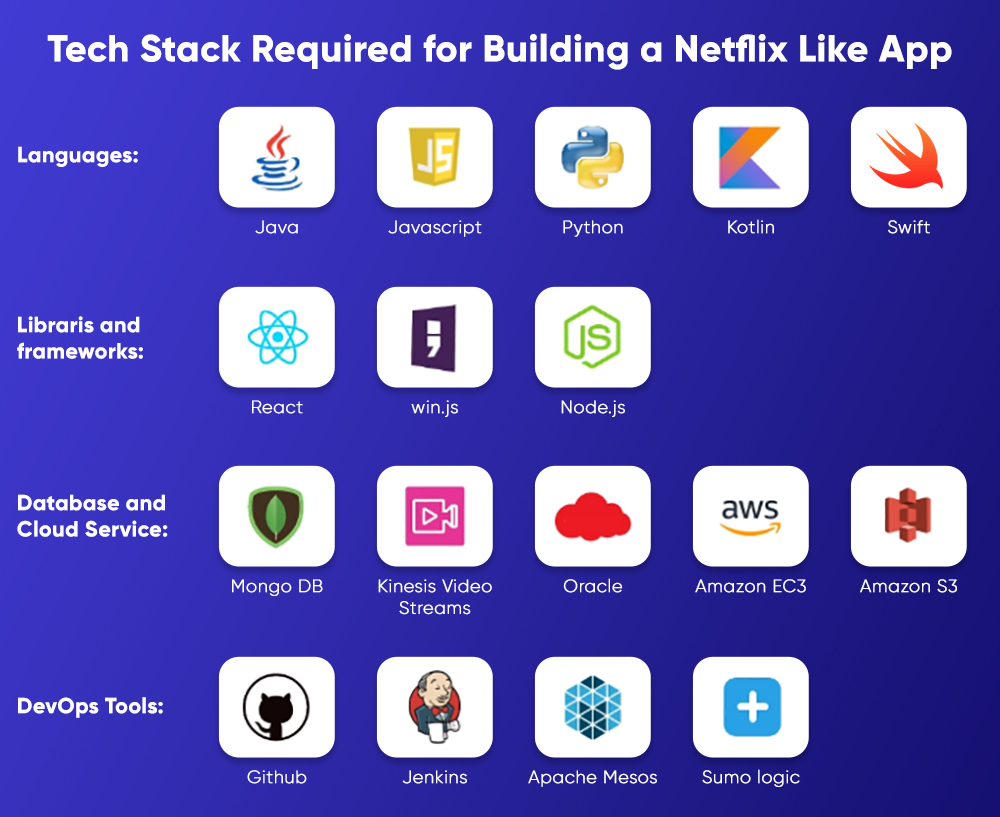 Tech Stack Required for Building a Netflix Like App
Languages:
JS
Java
Javascript
Python
Kotlin
Swift
Libraris and
frameworks:
;
JS
React
win.js
Node.js
Database and
Cloud Service:
aws
Mongo DB
Kinesis Video
Streams
Oracle
Amazon EC3
Amazon S3
DevOps Tools:
Github
Jenkins
Apache Mesos
Sumo logic